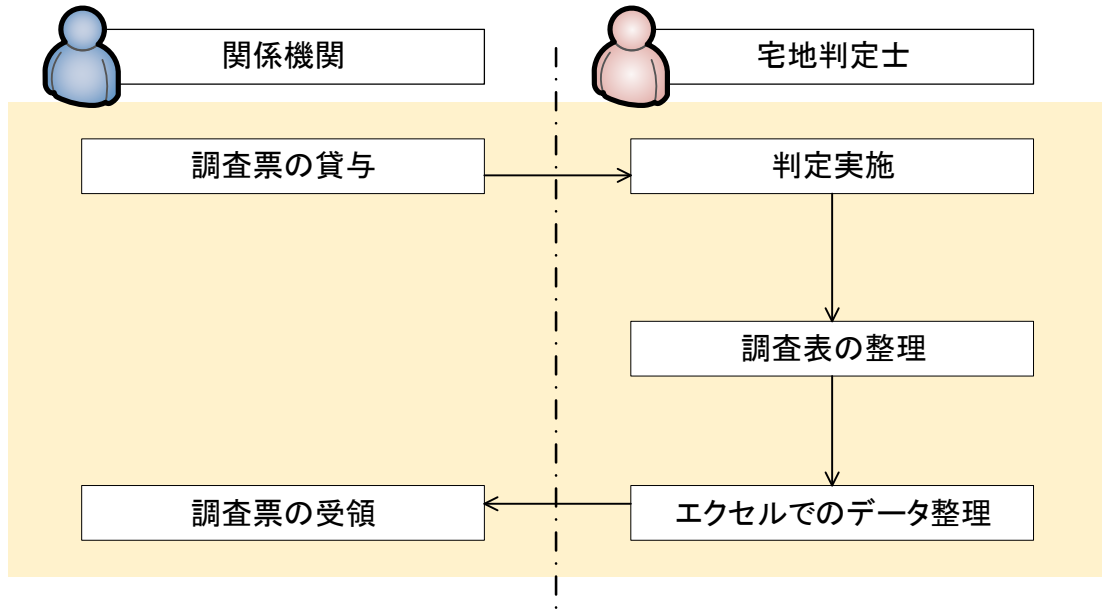 関係機関
宅地判定士
調査票の貸与
判定実施
調査表の整理
調査票の受領
エクセルでのデータ整理